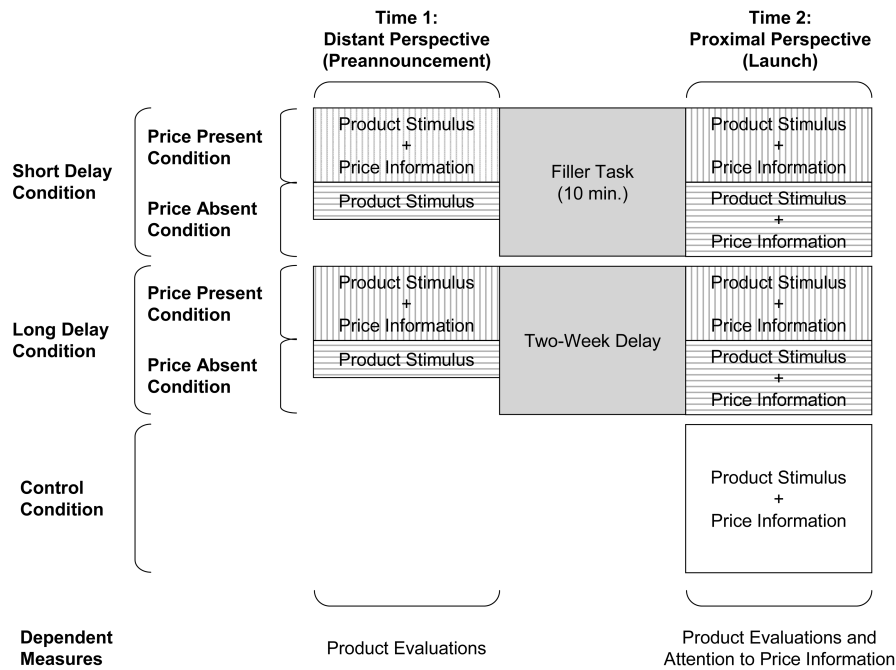 Time 1:
Distant Perspective
(Preannouncement)
Time 2:
Proximal Perspective
(Launch)
Short Delay
Condition
Price Present
Condition
Product Stimulus
+
Price Information
Filler Task
(10 min.)
Product Stimulus
+
Price Information
Price Absent
Condition
Product Stimulus
Product Stimulus
+
Price Information
Long Delay
Condition
Price Present
Condition
Product Stimulus
+
Price Information
Two-Week Delay
Product Stimulus
+
Price Information
Price Absent
Condition
Product Stimulus
Product Stimulus
+
Price Information
Control
Condition
Product Stimulus
+
Price Information
Dependent
Measures
Product Evaluations
Product Evaluations and
Attention to Price Information